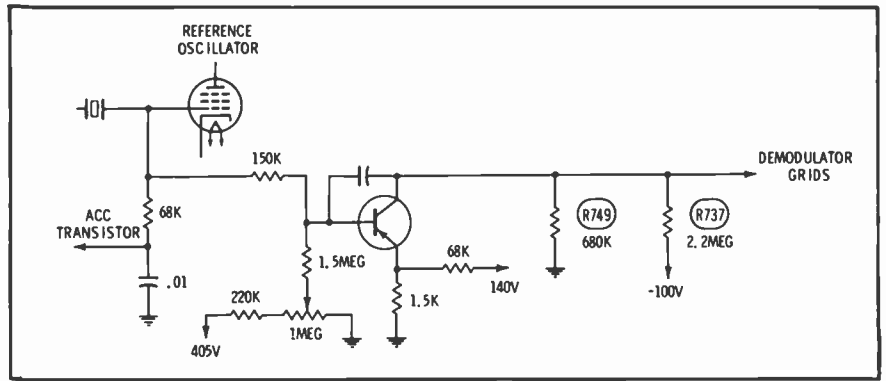 REFERENCE
OSCILLATOR
150K
DEMODULATOR
GRIDS
68K
ACC
TRANSISTOR
R749
680K
R737
2.2MEG
.01
1.5MEG
68K
140V
220K
1.5K
-100V
1MEG
405V